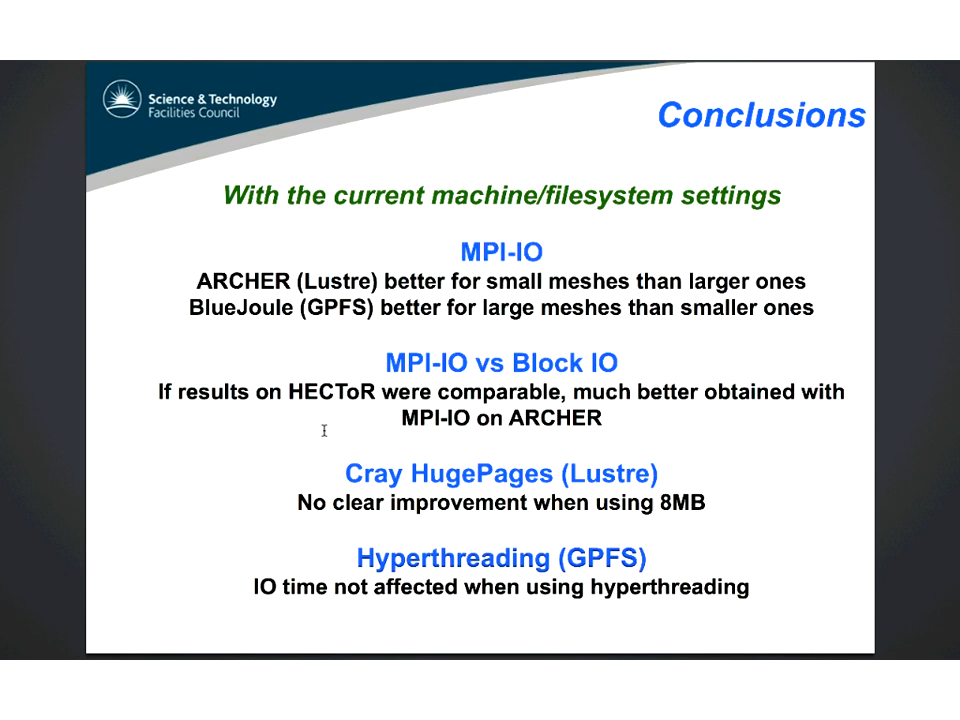 Science & Technology
Facilities Council
Conclusions
With the current machine/filesystem settings
MPI-IO
ARCHER (Lustre) better for small meshes than larger ones
BlueJoule (GPFS) better for large meshes than smaller ones
MPI-IO vs Block IO
If results on HECToR were comparable, much better obtained with
MPI-IO on ARCHER
Cray HugePages (Lustre)
No clear improvement when using 8MB
Hyperthreading (GPFS)
IO time not affected when using hyperthreading